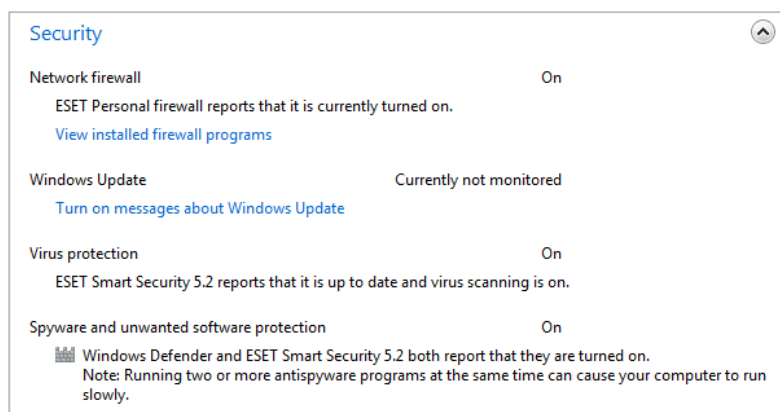 Security
Network firewall On
ESET Personal firewall reports that it is currently turned on.
View installed firewall programs
Windows Update Currently not monitored
Turn on messages about Windows Update
Virus protection On
ESET Smart Security 5.2 reports that it is up to date and virus scanning is on.
Spyware and unwanted software protection On
Windows Defender and ESET Smart Security 5.2 both report that they are turned on.
Note: Running two or more antispyware programs at the same time can cause your computer to run
slowly.